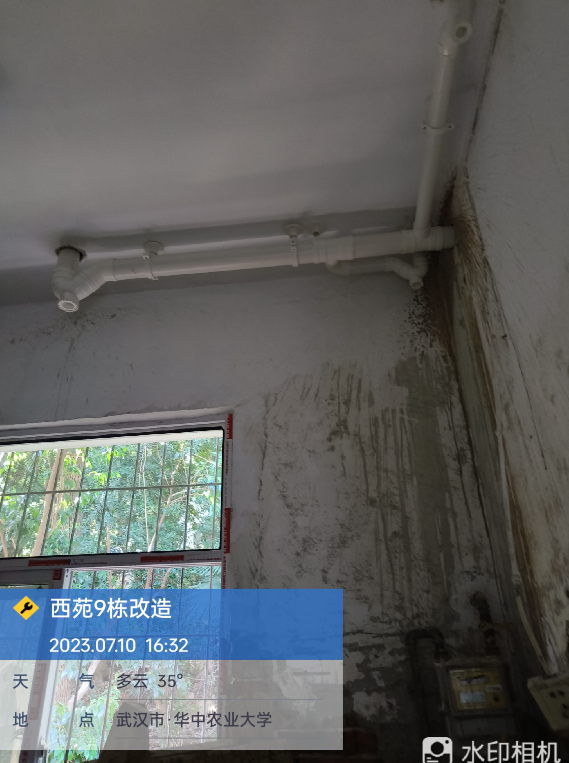 西苑9栋改造
2023.07.10 16:32
天 气 多云 35°
地 点 武汉市·华中农业大学
水印相机